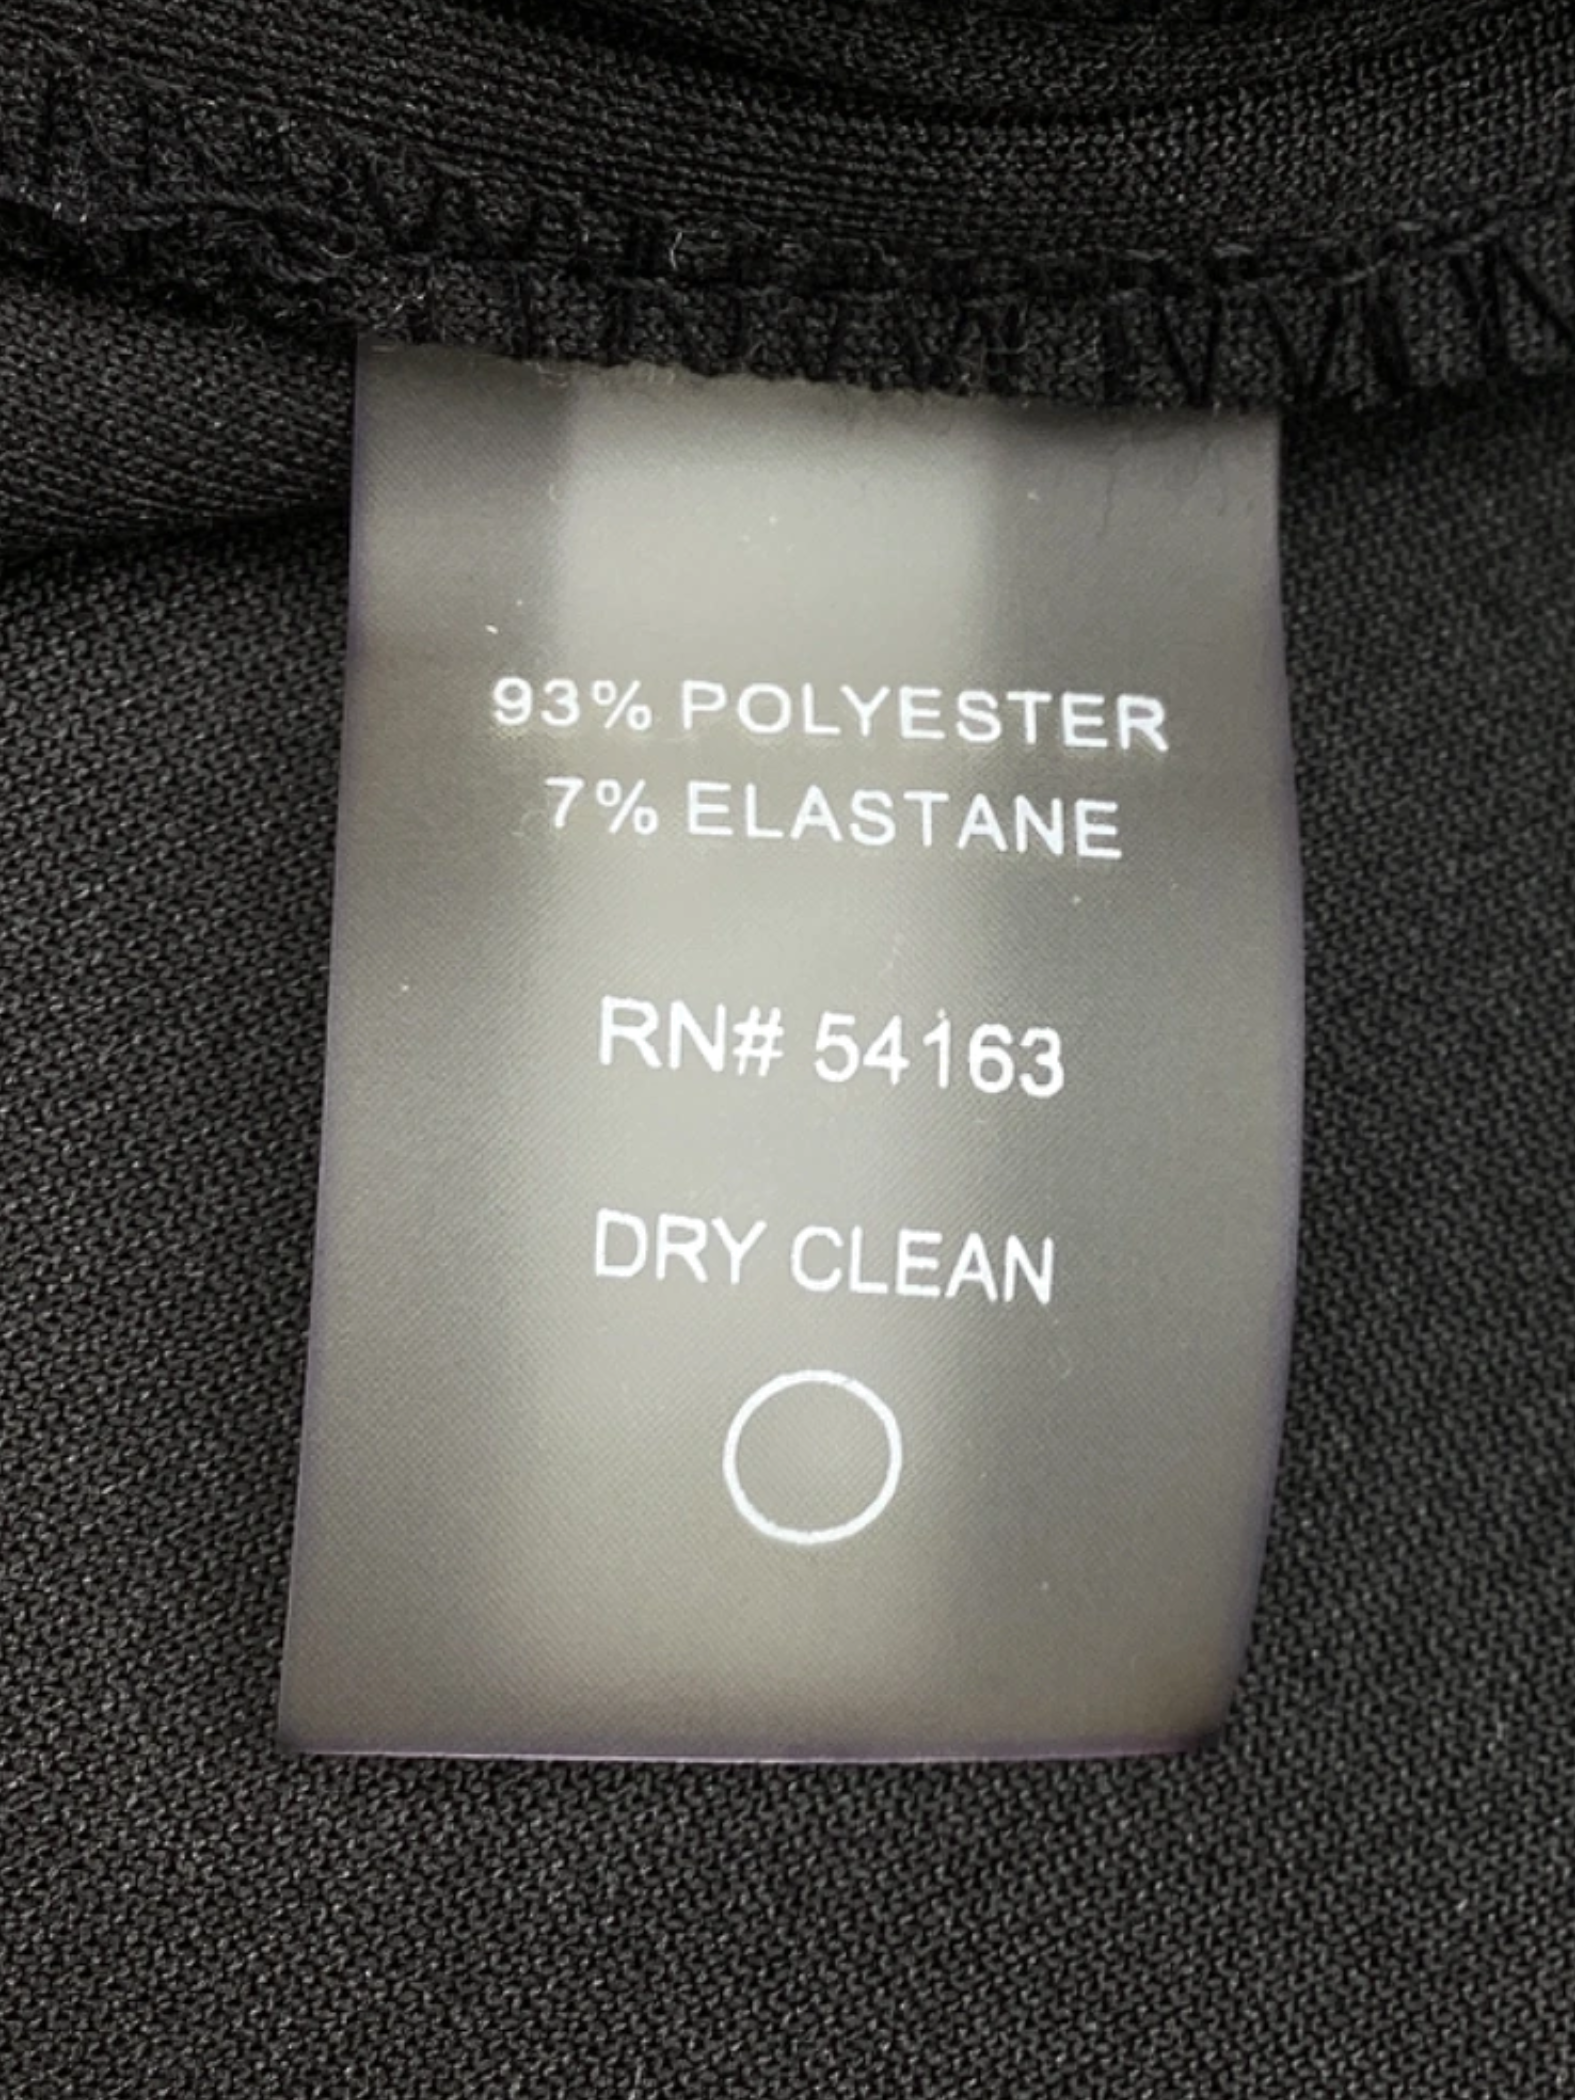 93% POLYESTER
7% ELASTANE
RN# 54163
DRY CLEAN